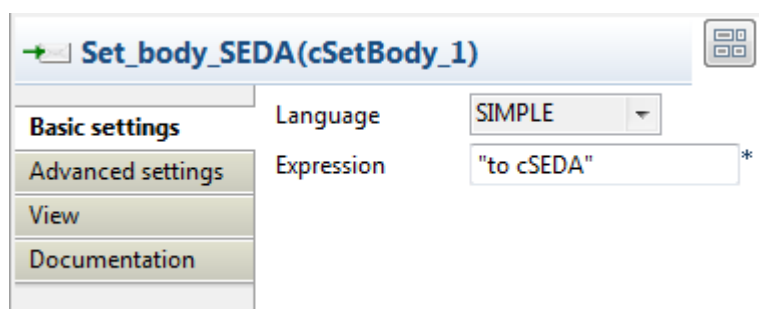 Set_body_SEDA(cSetBody_1)
Basic settings
Language SIMPLE
Advanced settings
Expression "to cSEDA" *
View
Documentation